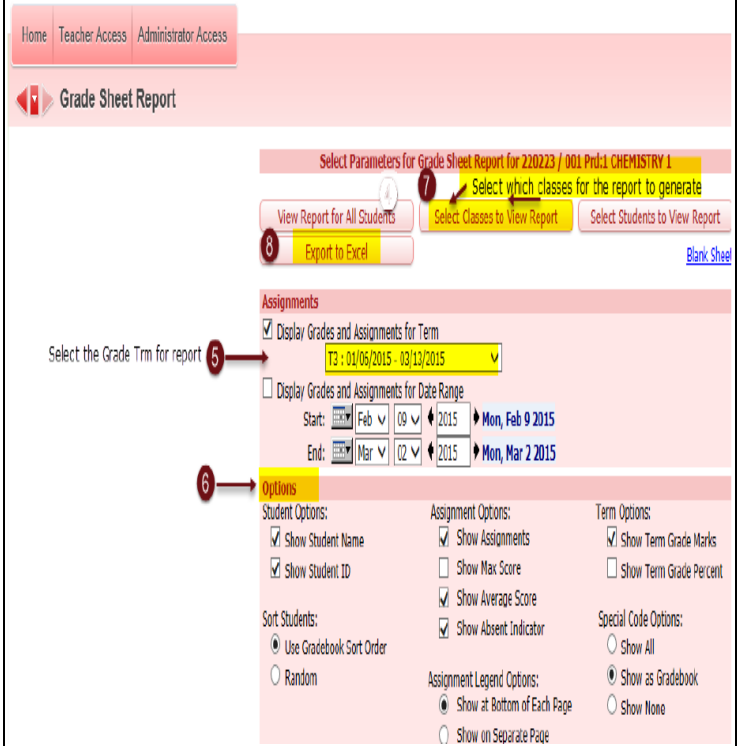 Home Teacher Access Administrator Access
Grade Sheet Report
Select Parameters for Grade Sheet Report for 220223 / 001 Prd:1 CHEMISTRY 1
7 Select which classes for the report to generate
4
View Report for All Students Select Classes to View Report Select Students to View Report
8 Export to Excel Blank Sheet
Assignments
Display Grades and Assignments for Term
Select the Grade Trm for report 5 T3 : 01/06/2015 - 03/13/2015
Display Grades and Assignments for Date Range
Start: Feb 09 2015 Mon, Feb 9 2015
End: Mar 02 2015 Mon, Mar 2 2015
6 Options
Student Options: Assignment Options: Term Options:
Show Student Name Show Assignments Show Term Grade Marks
Show Student ID Show Max Score Show Term Grade Percent
Show Average Score
Sort Students: Show Absent Indicator Special Code Options:
Use Gradebook Sort Order Show All
Random Assignment Legend Options: Show as Gradebook
Show at Bottom of Each Page Show None
Show on Separate Page